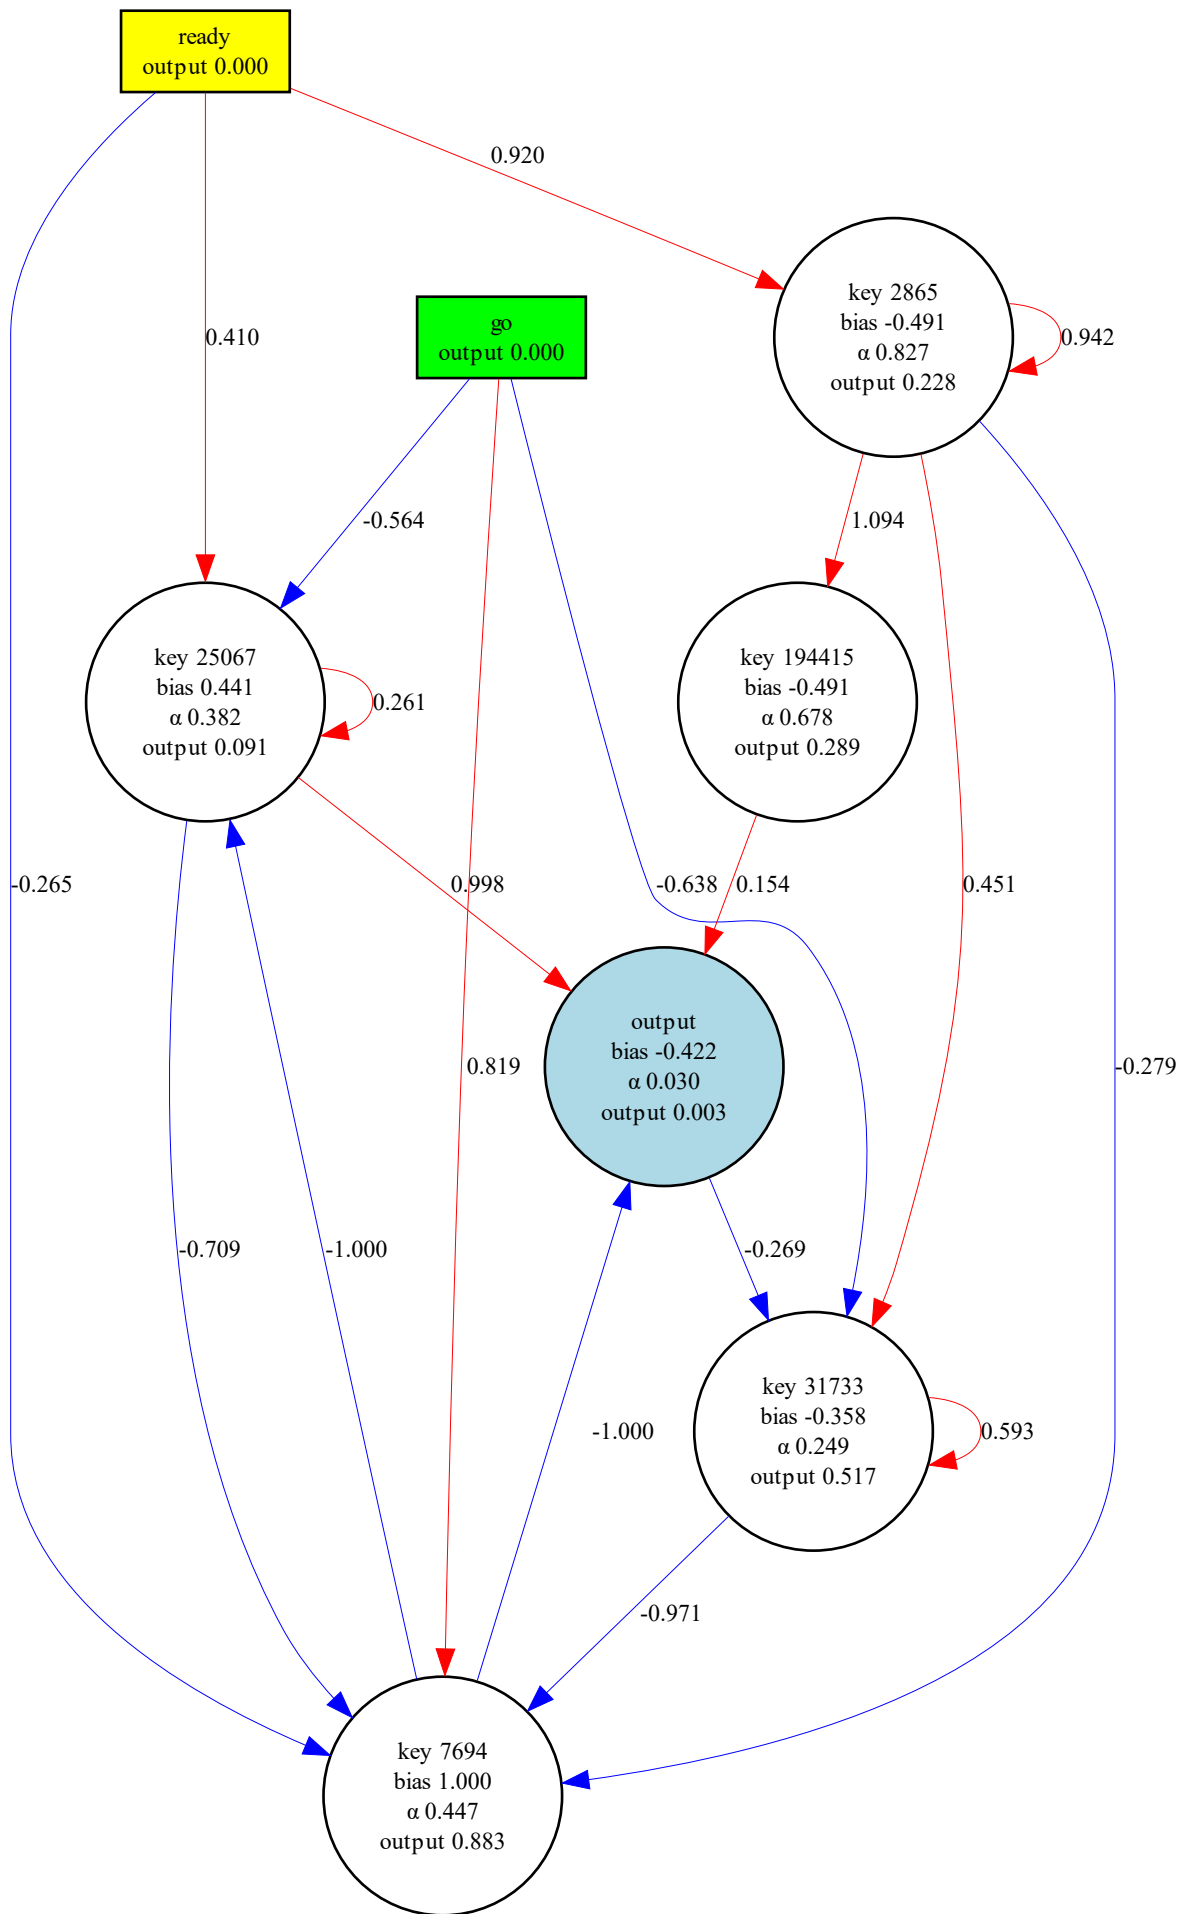 ready
output 0.000
0.920
key 2865
bias -0.491
α 0.827
output 0.228
0.942
go
output 0.000
0.410
-0.564
1.094
key 25067
bias 0.441
α 0.382
output 0.091
0.261
key 194415
bias -0.491
α 0.678
output 0.289
-0.265
0.998
-0.638
0.154
0.451
output
bias -0.422
α 0.030
output 0.003
0.819
-0.279
-0.709
-1.000
-0.269
-1.000
key 31733
bias -0.358
α 0.249
output 0.517
0.593
-0.971
key 7694
bias 1.000
α 0.447
output 0.883